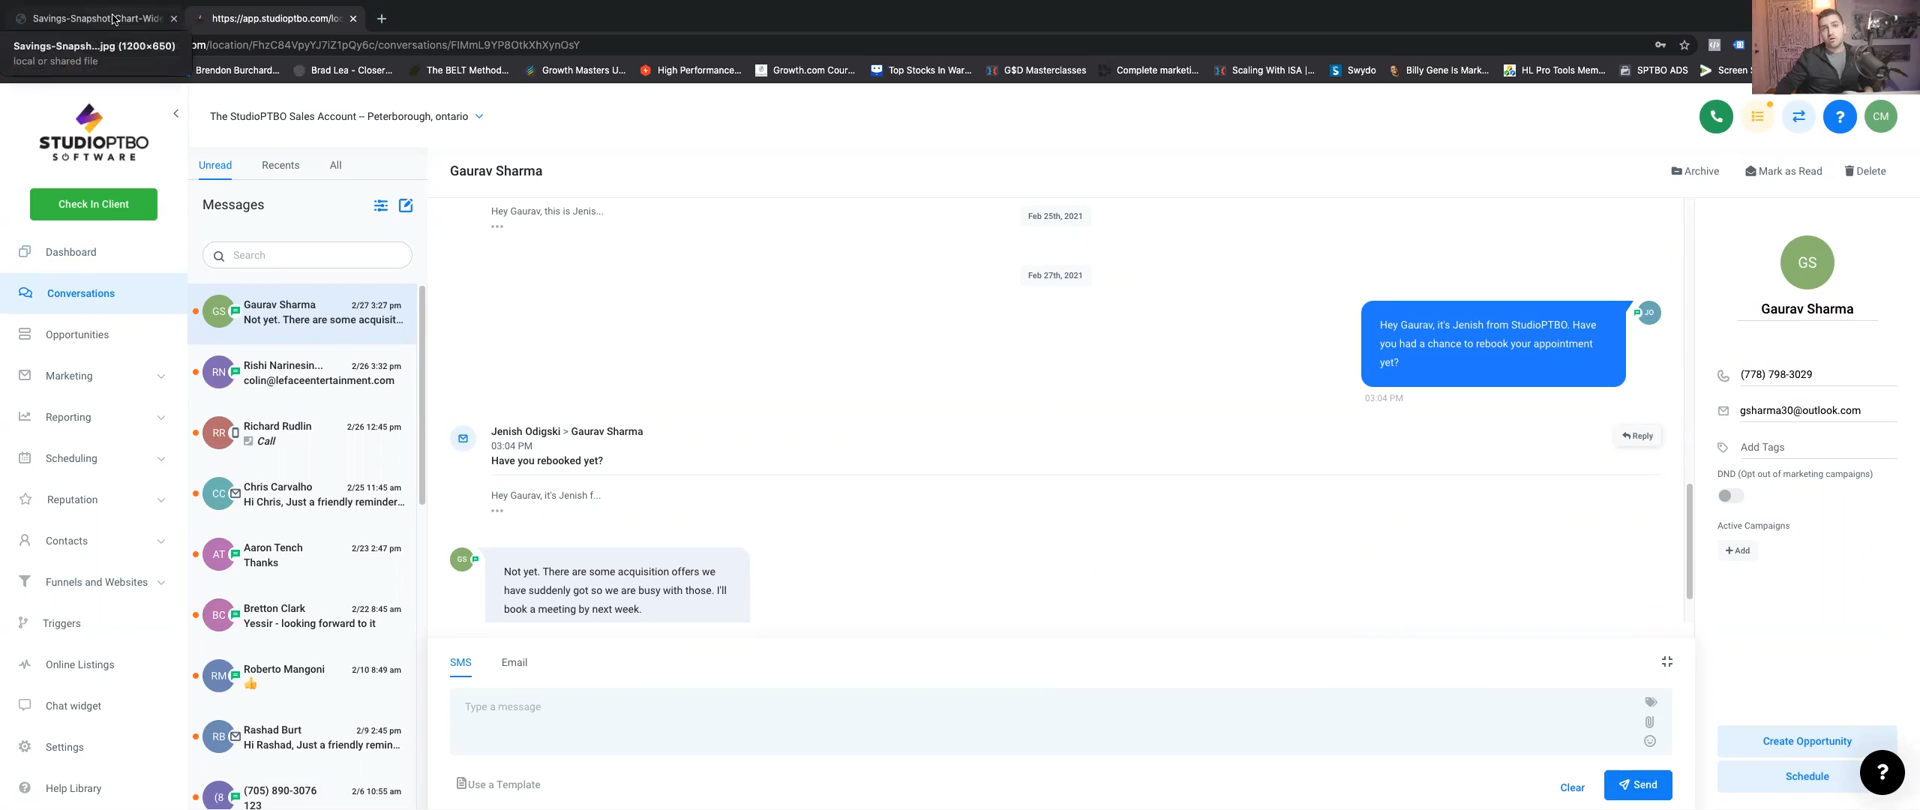 Savings-Snapshot-Chart-Wide
https://app.studioptbo.com/loc
Savings-Snapsh...jpg (1200×650)
local or shared file
om/location/FhzC84VpyYJ7iZ1pQy6c/conversations/FIMmL9YP8OtkXhXynOsY
Brendon Burchard...
Brad Lea - Closer...
The BELT Method...
Growth Masters U...
High Performance...
Growth.com Cour...
Top Stocks In War...
G$D Masterclasses
Complete marketi...
Scaling With ISA |...
Swydo
Billy Gene Is Mark...
HL Pro Tools Mem...
SPTBO ADS
Screen
STUDIOPTBO
SOFTWARE
Check In Client
Dashboard
Conversations
Opportunities
Marketing
Reporting
Scheduling
Reputation
Contacts
Funnels and Websites
Triggers
Online Listings
Chat widget
Settings
Help Library
The StudioPTBO Sales Account -- Peterborough, ontario
CM
Unread Recents All
Messages
Search
GS
Gaurav Sharma 2/27 3:27 pm
Not yet. There are some acquisit...
RN
Rishi Narinesin... 2/26 3:32 pm
colin@lefaceentertainment.com
RR
Richard Rudlin 2/26 12:45 pm
Call
CC
Chris Carvalho 2/25 11:45 am
Hi Chris, Just a friendly reminder...
AT
Aaron Tench 2/23 2:47 pm
Thanks
BC
Bretton Clark 2/22 8:45 am
Yessir - looking forward to it
RM
Roberto Mangoni 2/10 8:49 am
👍
RB
Rashad Burt 2/9 2:45 pm
Hi Rashad, Just a friendly remin...
(8
(705) 890-3076 2/6 10:55 am
123
Gaurav Sharma
Archive Mark as Read Delete
Hey Gaurav, this is Jenis...
Feb 25th, 2021
Feb 27th, 2021
Hey Gaurav, it's Jenish from StudioPTBO. Have
you had a chance to rebook your appointment
yet?
JO
03:04 PM
Jenish Odigski > Gaurav Sharma
03:04 PM
Have you rebooked yet?
Reply
Hey Gaurav, it's Jenish f...
GS
Not yet. There are some acquisition offers we
have suddenly got so we are busy with those. I'll
book a meeting by next week.
SMS Email
Type a message
Use a Template
Clear
Send
GS
Gaurav Sharma
(778) 798-3029
gsharma30@outlook.com
Add Tags
DND (Opt out of marketing campaigns)
Active Campaigns
+ Add
Create Opportunity
Schedule
?